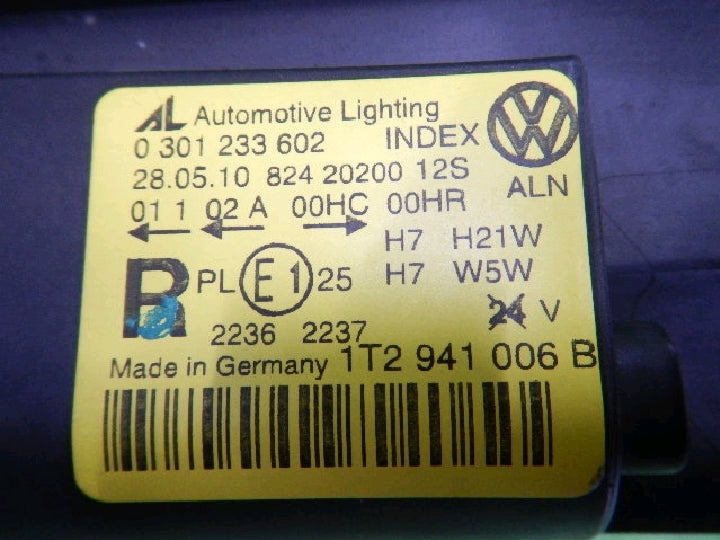 AL Automotive Lighting
0 301 233 602 INDEX
28.05.10 824 20200 12S
ALN
01 1 02 A 00HC 00HR
H7 H21W
R PL E1 25 H7 W5W
24 V
2236 2237
Made in Germany 1T2 941 006 B